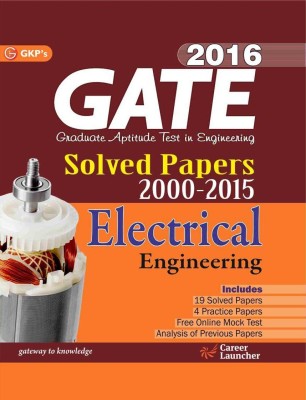 GKP's
2016
GATE
Graduate Aptitude Test in Engineering
Solved Papers
2000-2015
Electrical
Engineering
Includes
19 Solved Papers
4 Practice Papers
Free Online Mock Test
Analysis of Previous Papers
gateway to knowledge
Career
Launcher